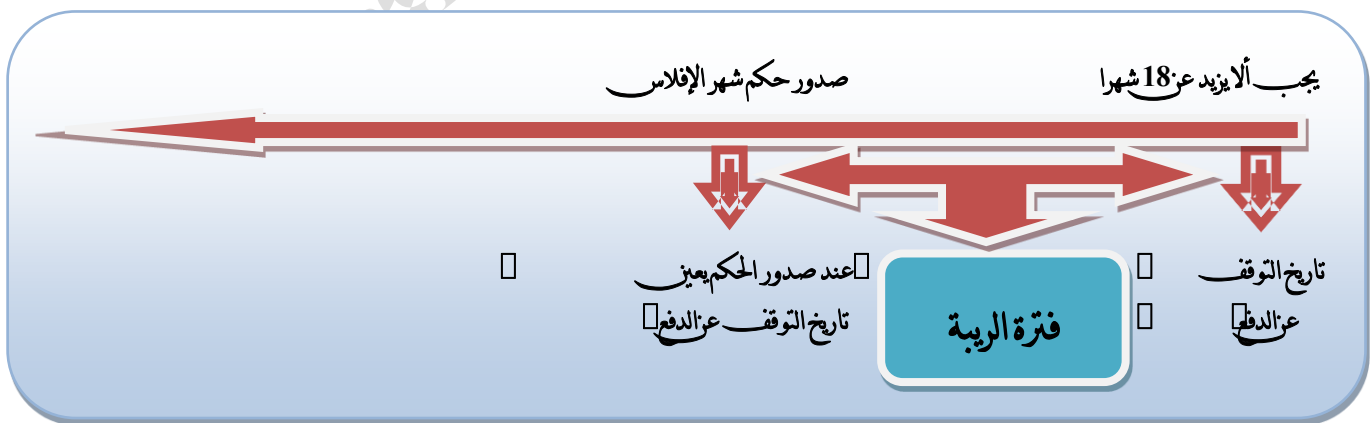 يجب ألا يزيد عن 18 شهرا
صدور حكم شهر الإفلاس
تاريخ التوقف
عن الدفع
فترة الريبة
عند صدور الحكم يعين
تاريخ التوقف عن الدفع